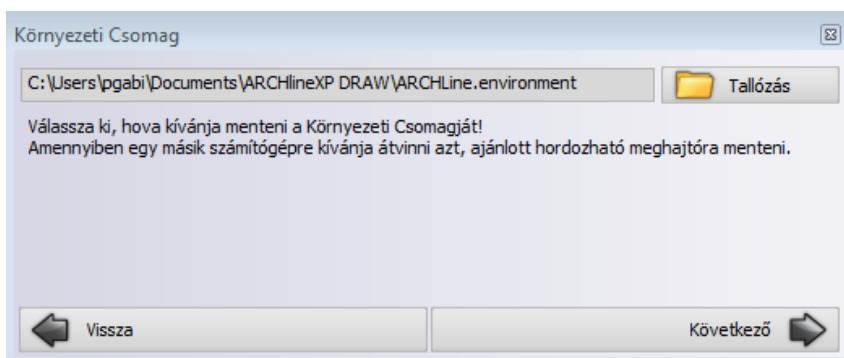 Környezeti Csomag
C:\Users\pgabi\Documents\ARCHlineXP DRAW\ARCHLine.environment
Tallózás
Válassza ki, hova kívánja menteni a Környezeti Csomagját!
Amennyiben egy másik számítógépre kívánja átvinni azt, ajánlott hordozható meghajtóra menteni.
Vissza
Következő